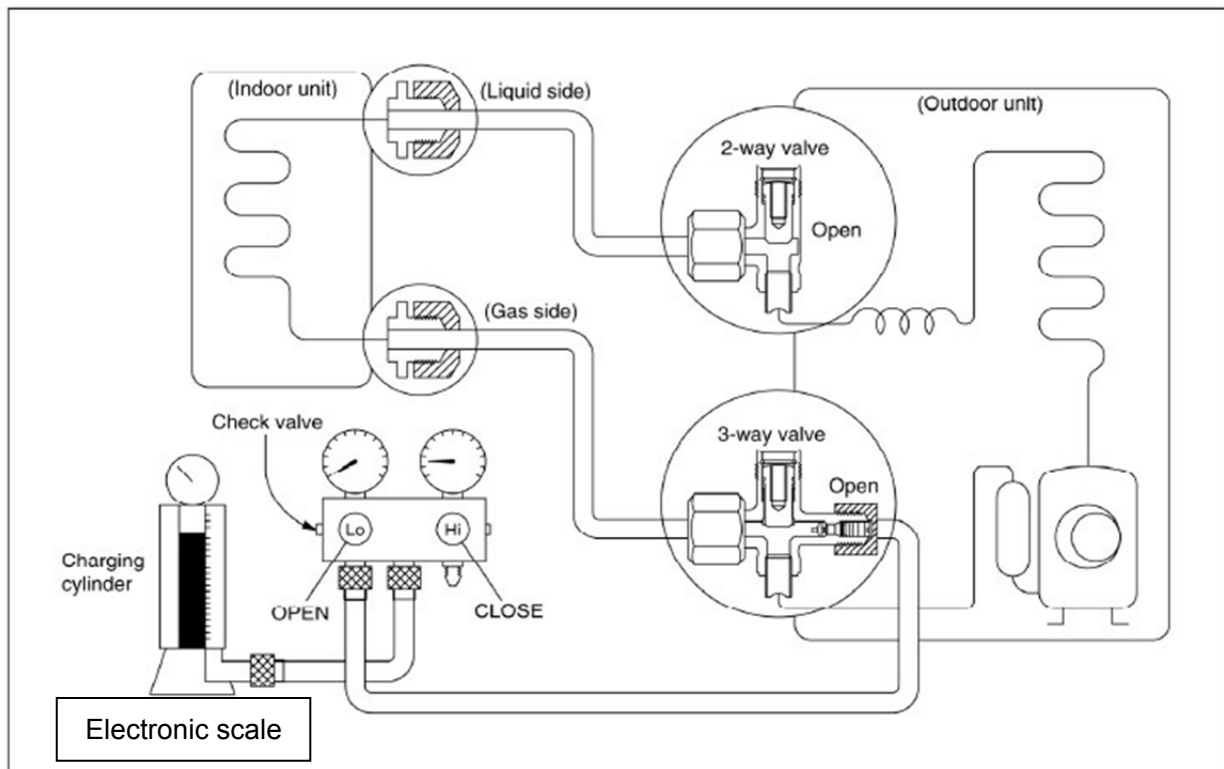 (Indoor unit)
(Liquid side)
(Outdoor unit)
2-way valve
Open
(Gas side)
Check valve
3-way valve
Open
Lo
Hi
Charging
cylinder
OPEN
CLOSE
Electronic scale